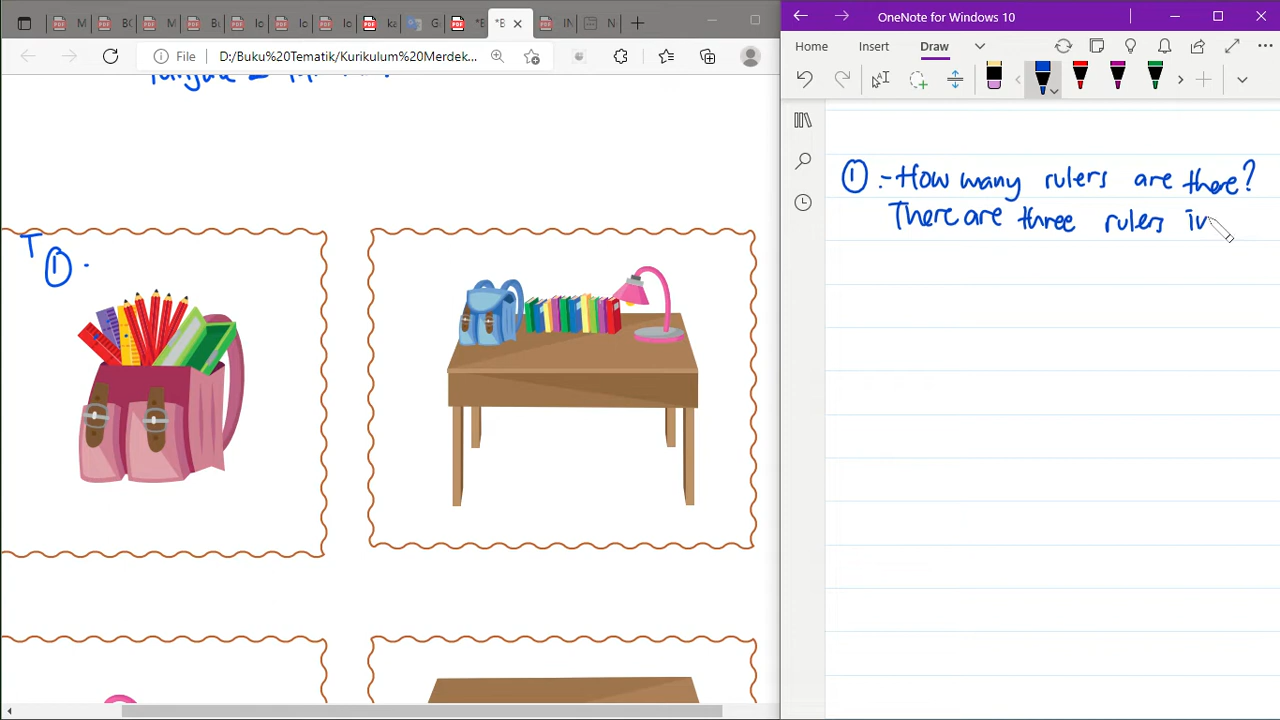 File D:/Buku%20Tematik/Kurikulum%20Merdek...
OneNote for Windows 10
Home Insert Draw
T
① -
① :- How many rulers are there?
There are three rulers in